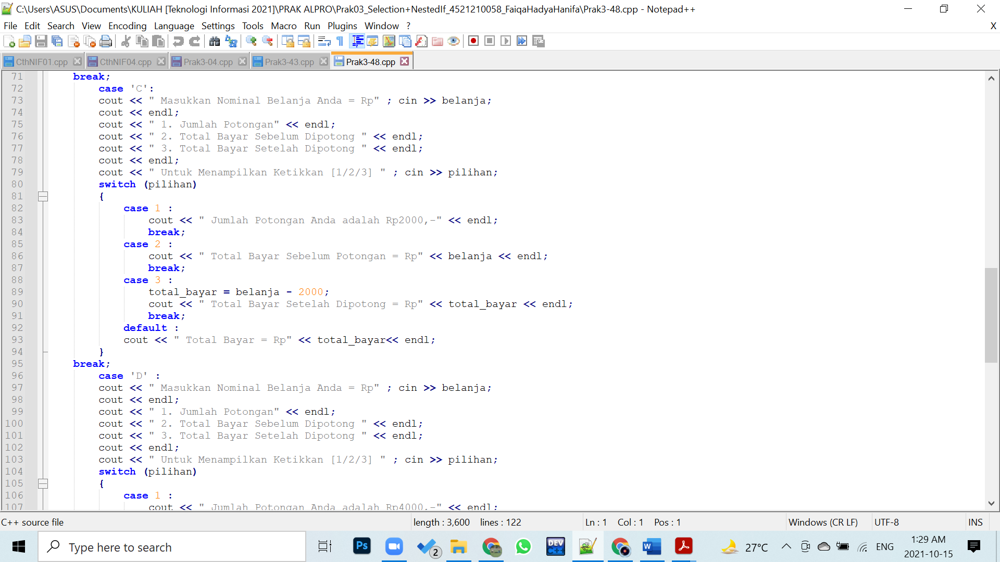 C:\Users\ASUS\Documents\KULIAH [Teknologi Informasi 2021]\PRAK ALPRO\Prak03_Selection+NestedIf_4521210058_FaiqaHadyaHanifa\Prak3-48.cpp - Notepad++
File Edit Search View Encoding Language Settings Tools Macro Run Plugins Window ? X
CthNIF01.cpp CthNIF04.cpp Prak3-04.cpp Prak3-43.cpp Prak3-48.cpp
71 break;
72 case 'C':
73 cout << " Masukkan Nominal Belanja Anda = Rp" ; cin >> belanja;
74 cout << endl;
75 cout << " 1. Jumlah Potongan" << endl;
76 cout << " 2. Total Bayar Sebelum Dipotong " << endl;
77 cout << " 3. Total Bayar Setelah Dipotong " << endl;
78 cout << endl;
79 cout << " Untuk Menampilkan Ketikkan [1/2/3] " ; cin >> pilihan;
80 switch (pilihan)
81 {
82 case 1 :
83 cout << " Jumlah Potongan Anda adalah Rp2000,-" << endl;
84 break;
85 case 2 :
86 cout << " Total Bayar Sebelum Potongan = Rp" << belanja << endl;
87 break;
88 case 3 :
89 total_bayar = belanja - 2000;
90 cout << " Total Bayar Setelah Dipotong = Rp" << total_bayar << endl;
91 break;
92 default :
93 cout << " Total Bayar = Rp" << total_bayar<< endl;
94 }
95 break;
96 case 'D' :
97 cout << " Masukkan Nominal Belanja Anda = Rp" ; cin >> belanja;
98 cout << endl;
99 cout << " 1. Jumlah Potongan" << endl;
100 cout << " 2. Total Bayar Sebelum Dipotong " << endl;
101 cout << " 3. Total Bayar Setelah Dipotong " << endl;
102 cout << endl;
103 cout << " Untuk Menampilkan Ketikkan [1/2/3] " ; cin >> pilihan;
104 switch (pilihan)
105 {
106 case 1 :
107 cout << " Jumlah Potongan Anda adalah Rp4000,-" << endl;
C++ source file length : 3,600 lines : 122 Ln : 1 Col : 1 Pos : 1 Windows (CR LF) UTF-8 INS
Type here to search Ps 2 DEV C++ W 27°C ENG 1:29 AM
2021-10-15